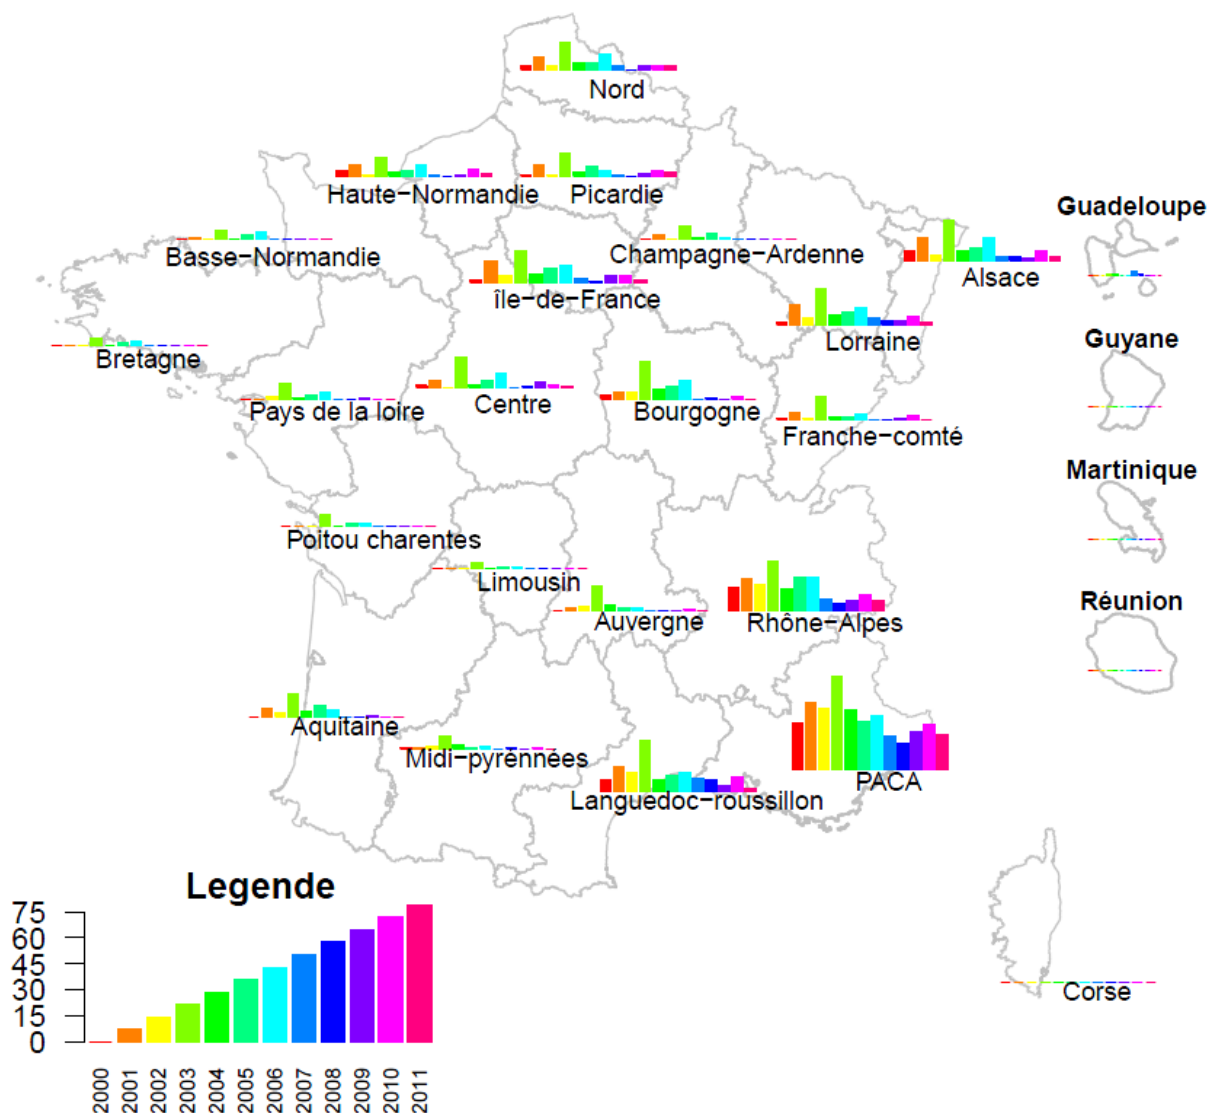 Nord
Haute−Normandie
Picardie
Guadeloupe
Basse−Normandie
Champagne−Ardenne
Alsace
île−de−France
Guyane
Lorraine
Bretagne
Pays de la loire
Centre
Bourgogne
Franche−comté
Martinique
Poitou charentes
Limousin
Réunion
Auvergne
Rhône−Alpes
Aquitaine
Midi−pyrénnées
PACA
Languedoc−roussillon
Legende
75
60
45
30
15
0
Corse
2000
2001
2002
2003
2004
2005
2006
2007
2008
2009
2010
2011